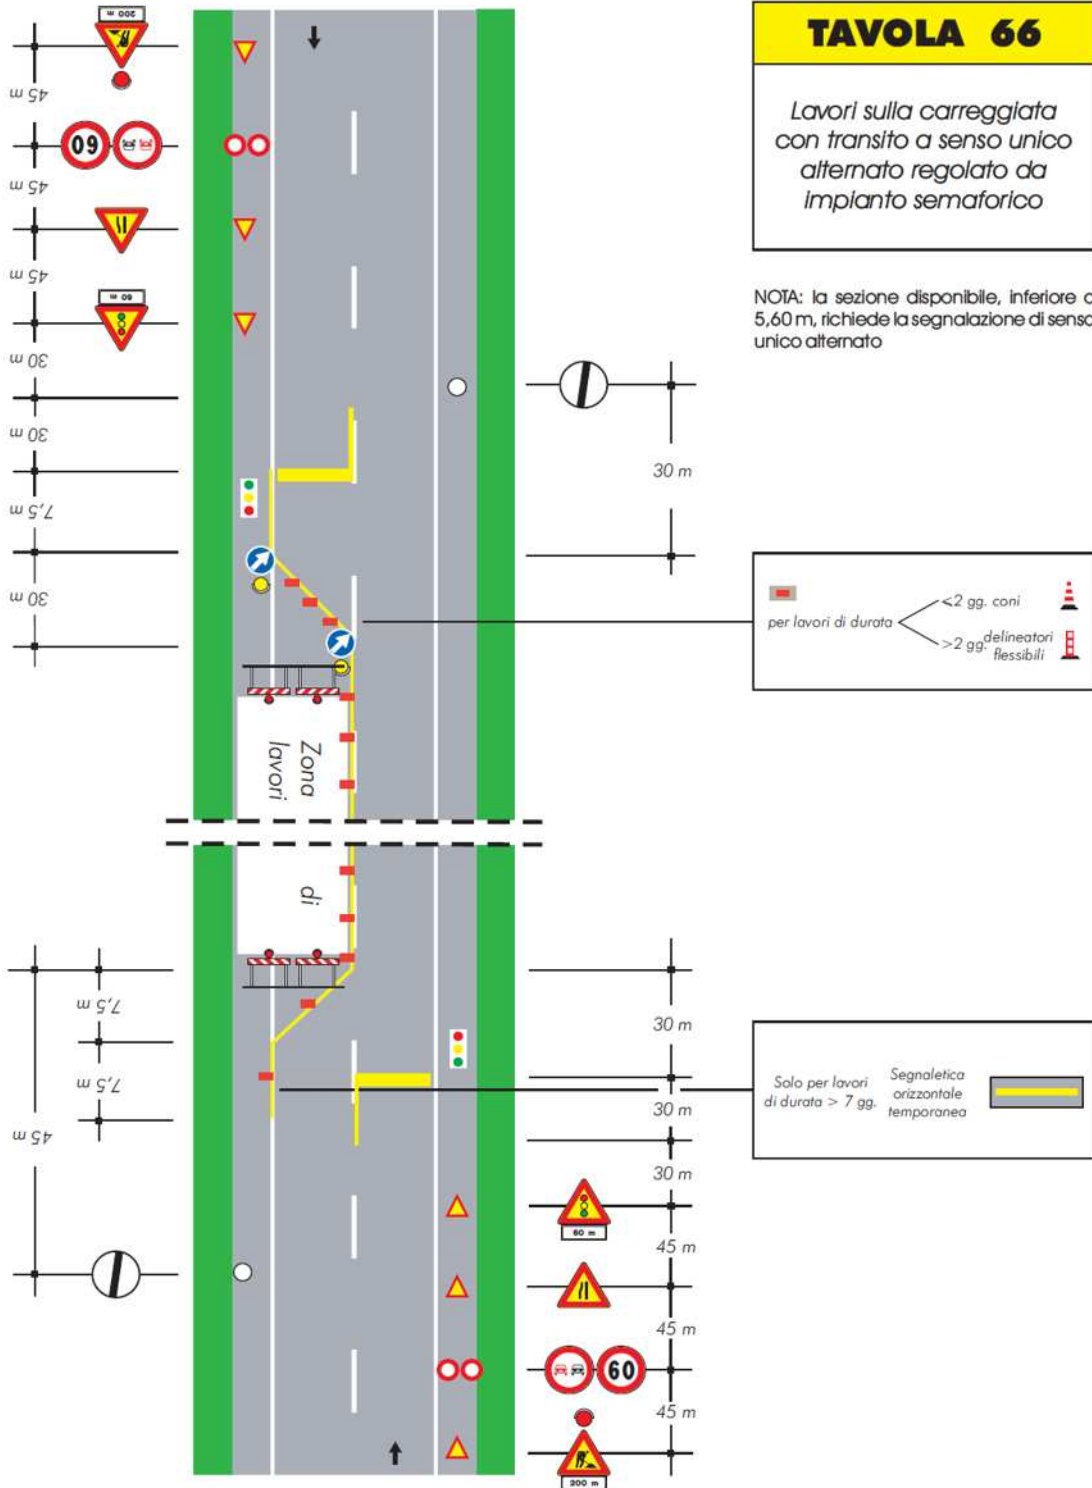 TAVOLA 66
Lavori sulla carreggiata
con transito a senso unico
alternato regolato da
impianto semaforico
NOTA: la sezione disponibile, inferiore a
5,60 m, richiede la segnalazione di senso
unico alternato
200 m
45 m
60
45 m
45 m
60 m
30 m
30 m
7,5 m
30 m
30 m
per lavori di durata
<2 gg. coni
>2 gg. delineatori
flessibili
Zona
lavori
di
7,5 m
7,5 m
45 m
30 m
30 m
30 m
Solo per lavori
di durata > 7 gg.
Segnaletica
orizzontale
temporanea
60 m
45 m
45 m
60
45 m
200 m